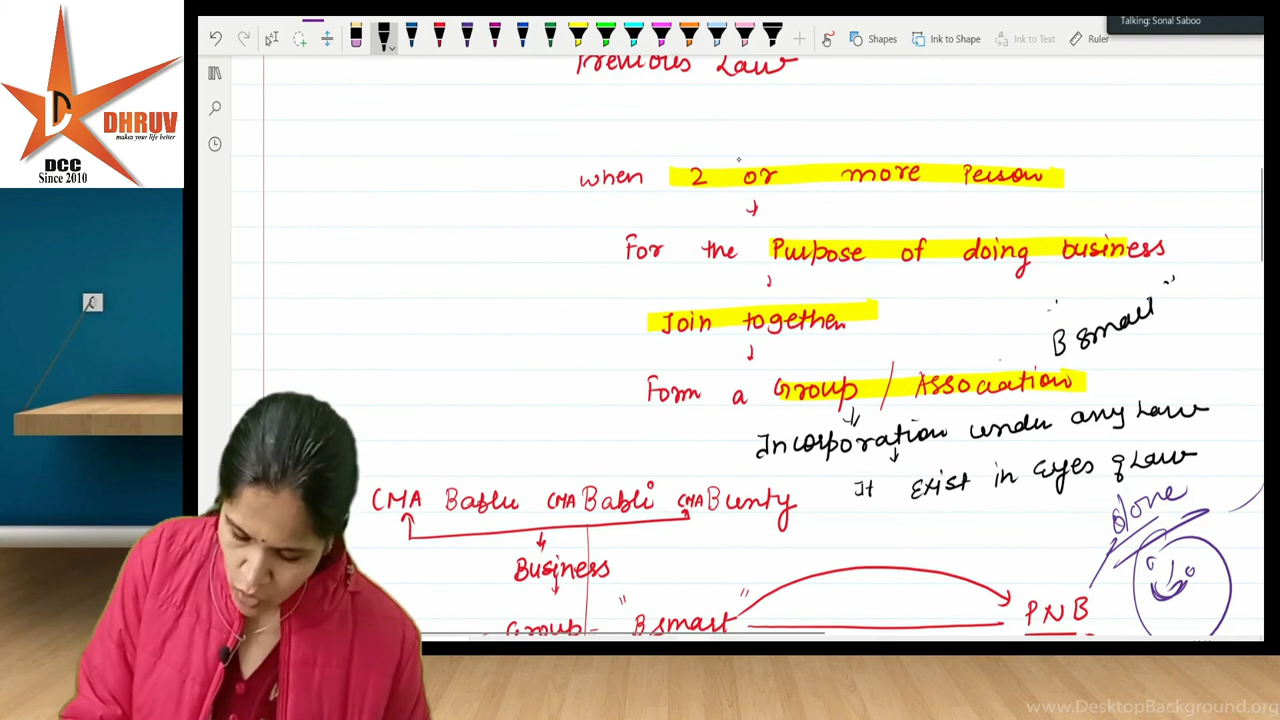 Talking: Sonal Saboo
Shapes
Ink to Shape
Ink to Text
Ruler
D
DHRUV
makes your life better
DCC
Since 2010
Previous Law
when 2 or more Person
For the Purpose of doing business
Join together
"B smart"
Form a Group / Association
Incorporation under any Law
It Exist in Eyes of Law
Done
CMA Bablu CMA Babli CMA Bunty
Business
Group - "B smart"
PNB
www.DesktopBackground.org